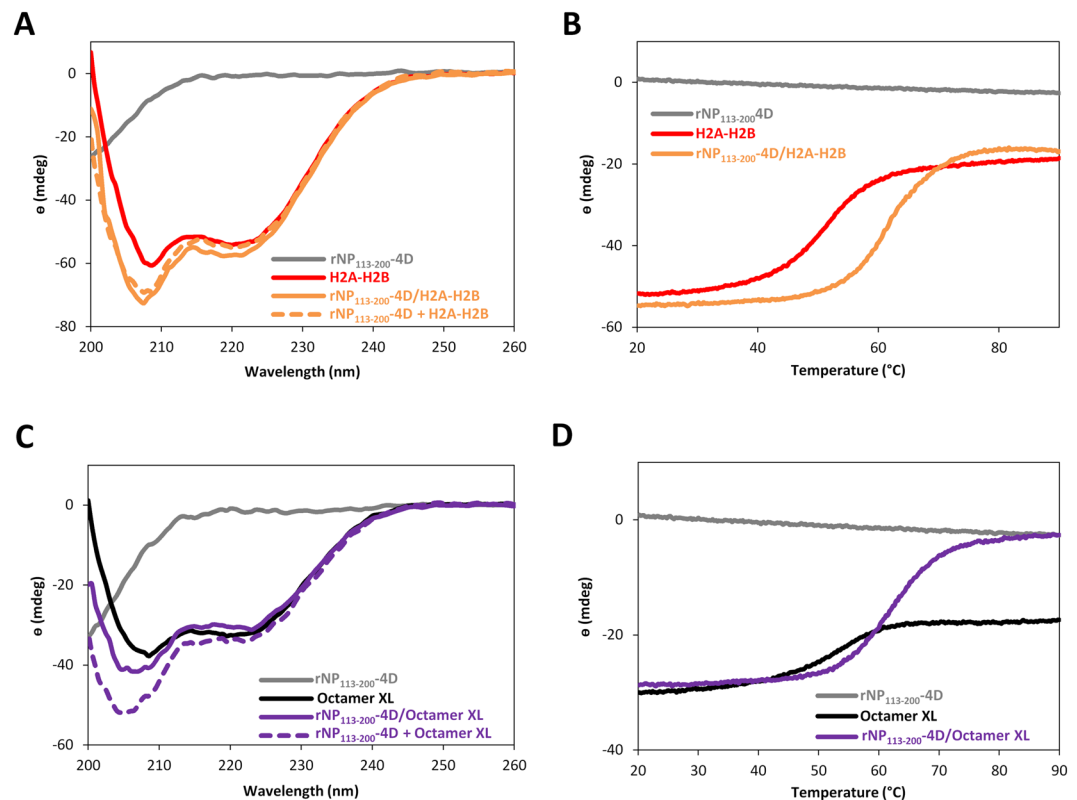 A
0
-20
-40
-60
-80
200 210 220 230 240 250 260
ɵ (mdeg)
Wavelength (nm)
rNP113-200-4D
H2A-H2B
rNP113-200-4D/H2A-H2B
rNP113-200-4D + H2A-H2B
B
0
-20
-40
-60
20 40 60 80
ɵ (mdeg)
Temperature (°C)
rNP113-2004D
H2A-H2B
rNP113-200-4D/H2A-H2B
C
0
-20
-40
-60
200 210 220 230 240 250 260
ɵ (mdeg)
Wavelength (nm)
rNP113-200-4D
Octamer XL
rNP113-200-4D/Octamer XL
rNP113-200-4D + Octamer XL
D
0
-20
-40
20 30 40 50 60 70 80 90
ɵ (mdeg)
Temperature (°C)
rNP113-200-4D
Octamer XL
rNP113-200-4D/Octamer XL